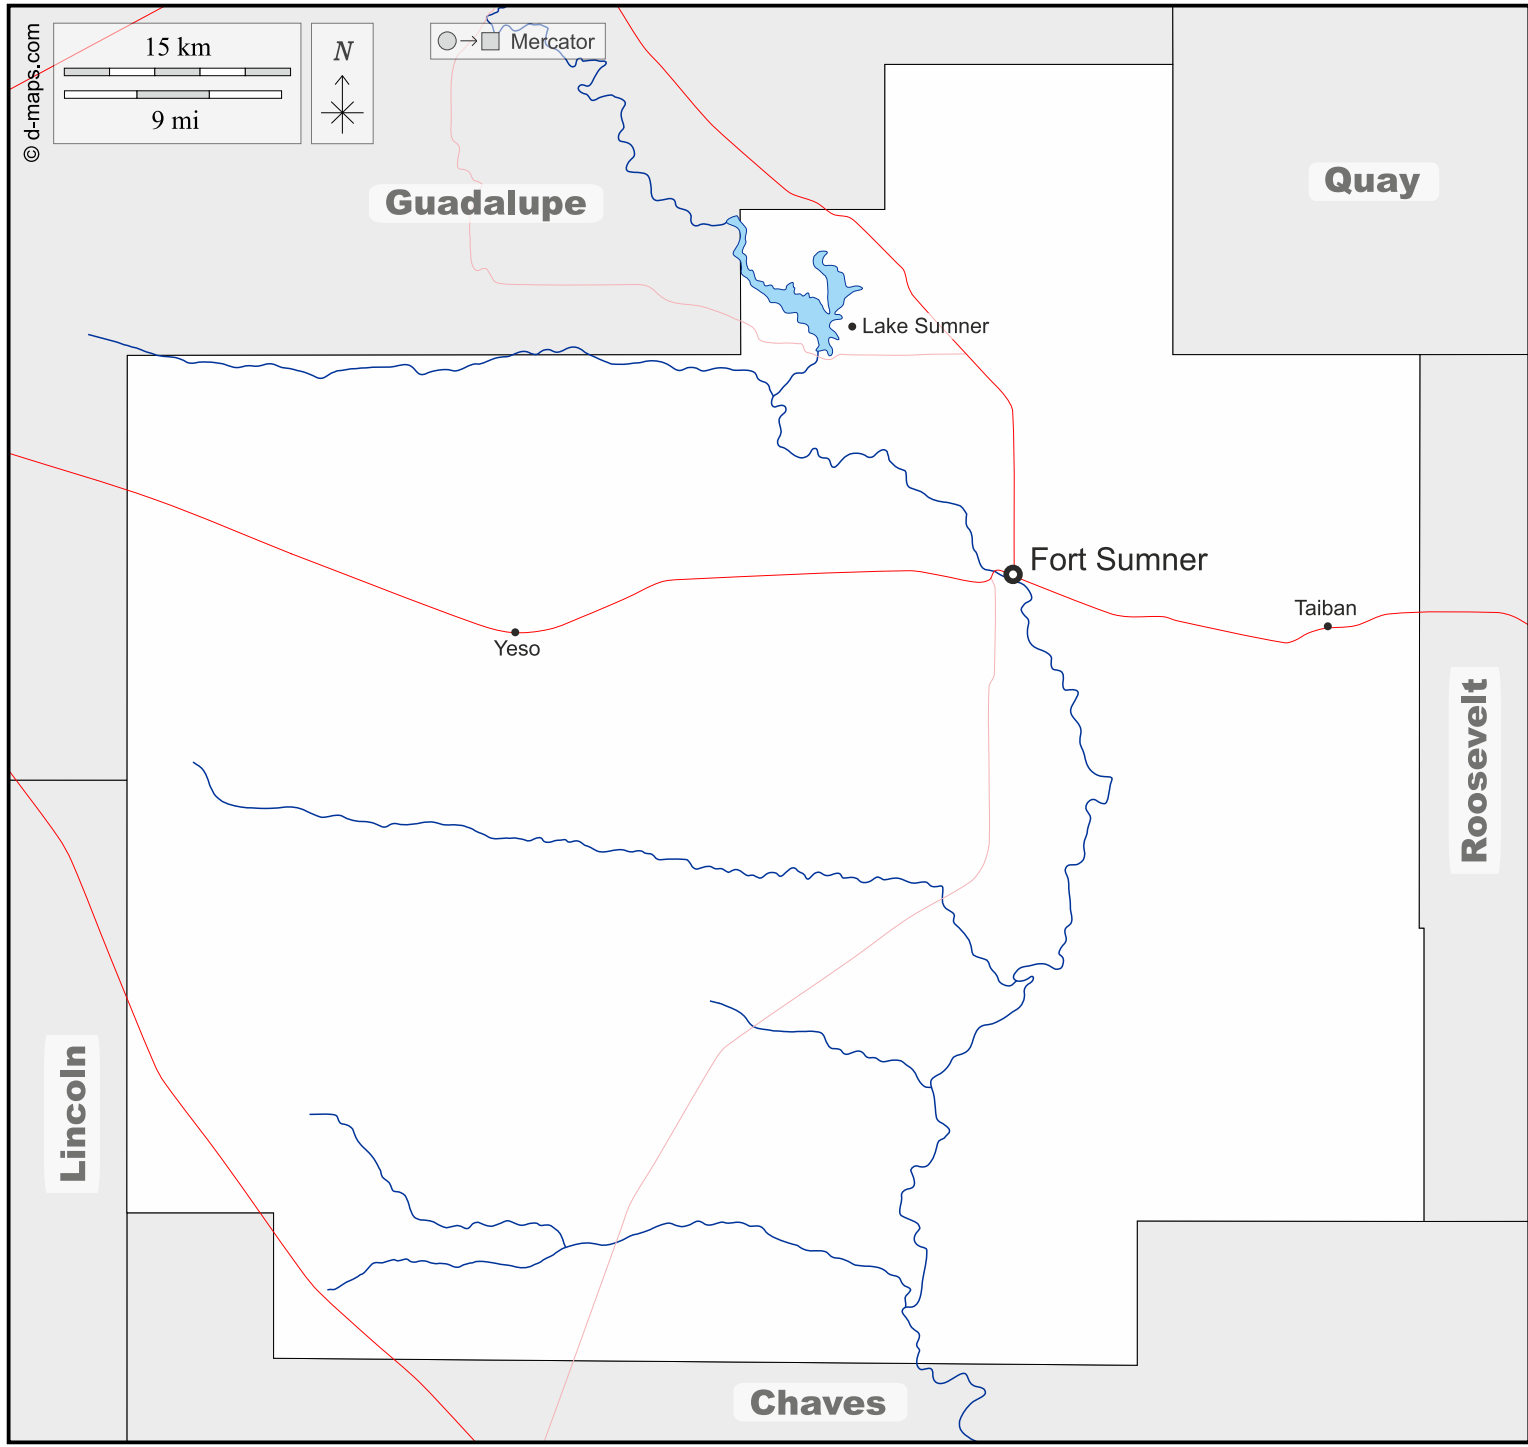 © d-maps.com
15 km
9 mi
N
Mercator
Guadalupe
Quay
Lake Sumner
Fort Sumner
Taiban
Yeso
Roosevelt
Lincoln
Chaves